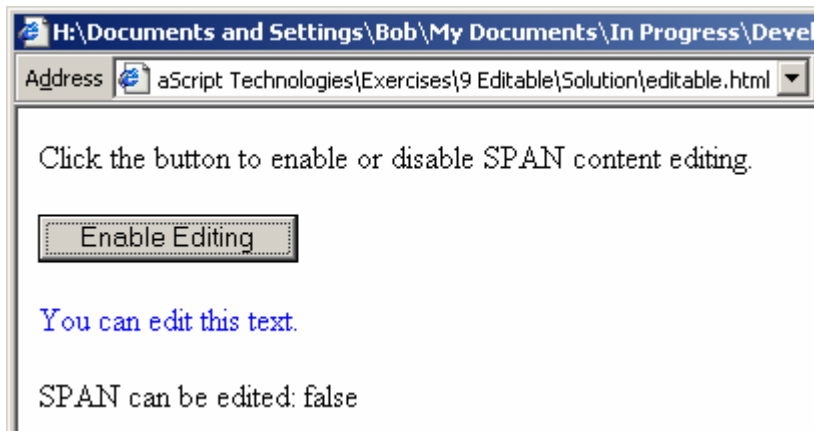 H:\Documents and Settings\Bob\My Documents\In Progress\Devel
Address aScript Technologies\Exercises\9 Editable\Solution\editable.html
Click the button to enable or disable SPAN content editing.
Enable Editing
You can edit this text.
SPAN can be edited: false